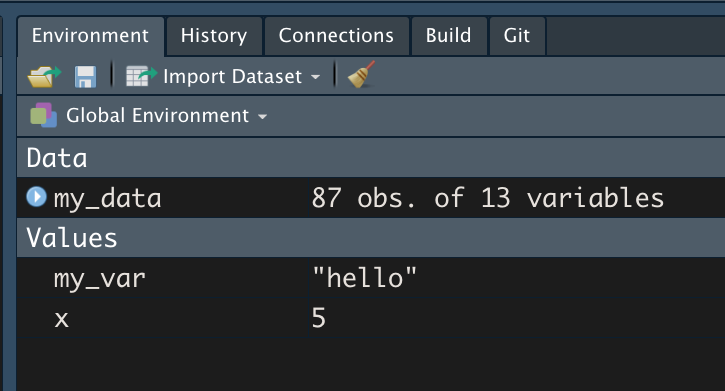 Environment History Connections Build Git
Import Dataset
Global Environment
Data
my_data 87 obs. of 13 variables
Values
my_var "hello"
x 5